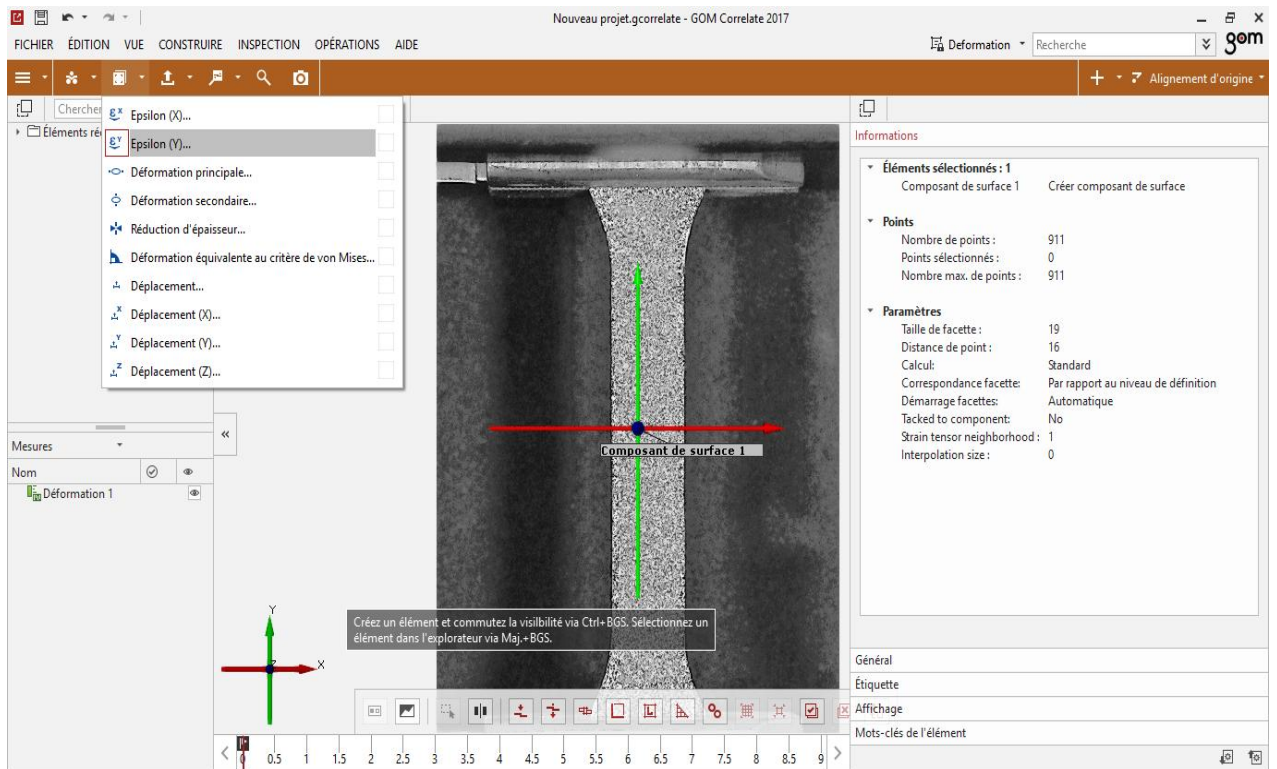 Nouveau projet.gcorrelate - GOM Correlate 2017
FICHIER ÉDITION VUE CONSTRUIRE INSPECTION OPÉRATIONS AIDE
Deformation
Recherche
gom
Alignement d'origine
Chercher
Éléments
Epsilon (X)...
Epsilon (Y)...
Déformation principale...
Déformation secondaire...
Réduction d'épaisseur...
Déformation équivalente au critère de von Mises...
Déplacement...
Déplacement (X)...
Déplacement (Y)...
Déplacement (Z)...
Mesures
Nom
Déformation 1
Composant de surface 1
Y
X
Z
Créez un élément et commutez la visilbilité via Ctrl+BGS. Sélectionnez un
élément dans l'explorateur via Maj.+BGS.
0 0.5 1 1.5 2 2.5 3 3.5 4 4.5 5 5.5 6 6.5 7 7.5 8 8.5 9
Informations
Éléments sélectionnés : 1
Composant de surface 1 Créer composant de surface
Points
Nombre de points : 911
Points sélectionnés : 0
Nombre max. de points : 911
Paramètres
Taille de facette : 19
Distance de point : 16
Calcul: Standard
Correspondance facette: Par rapport au niveau de définition
Démarrage facettes: Automatique
Tacked to component: No
Strain tensor neighborhood : 1
Interpolation size : 0
Général
Étiquette
Affichage
Mots-clés de l'élément